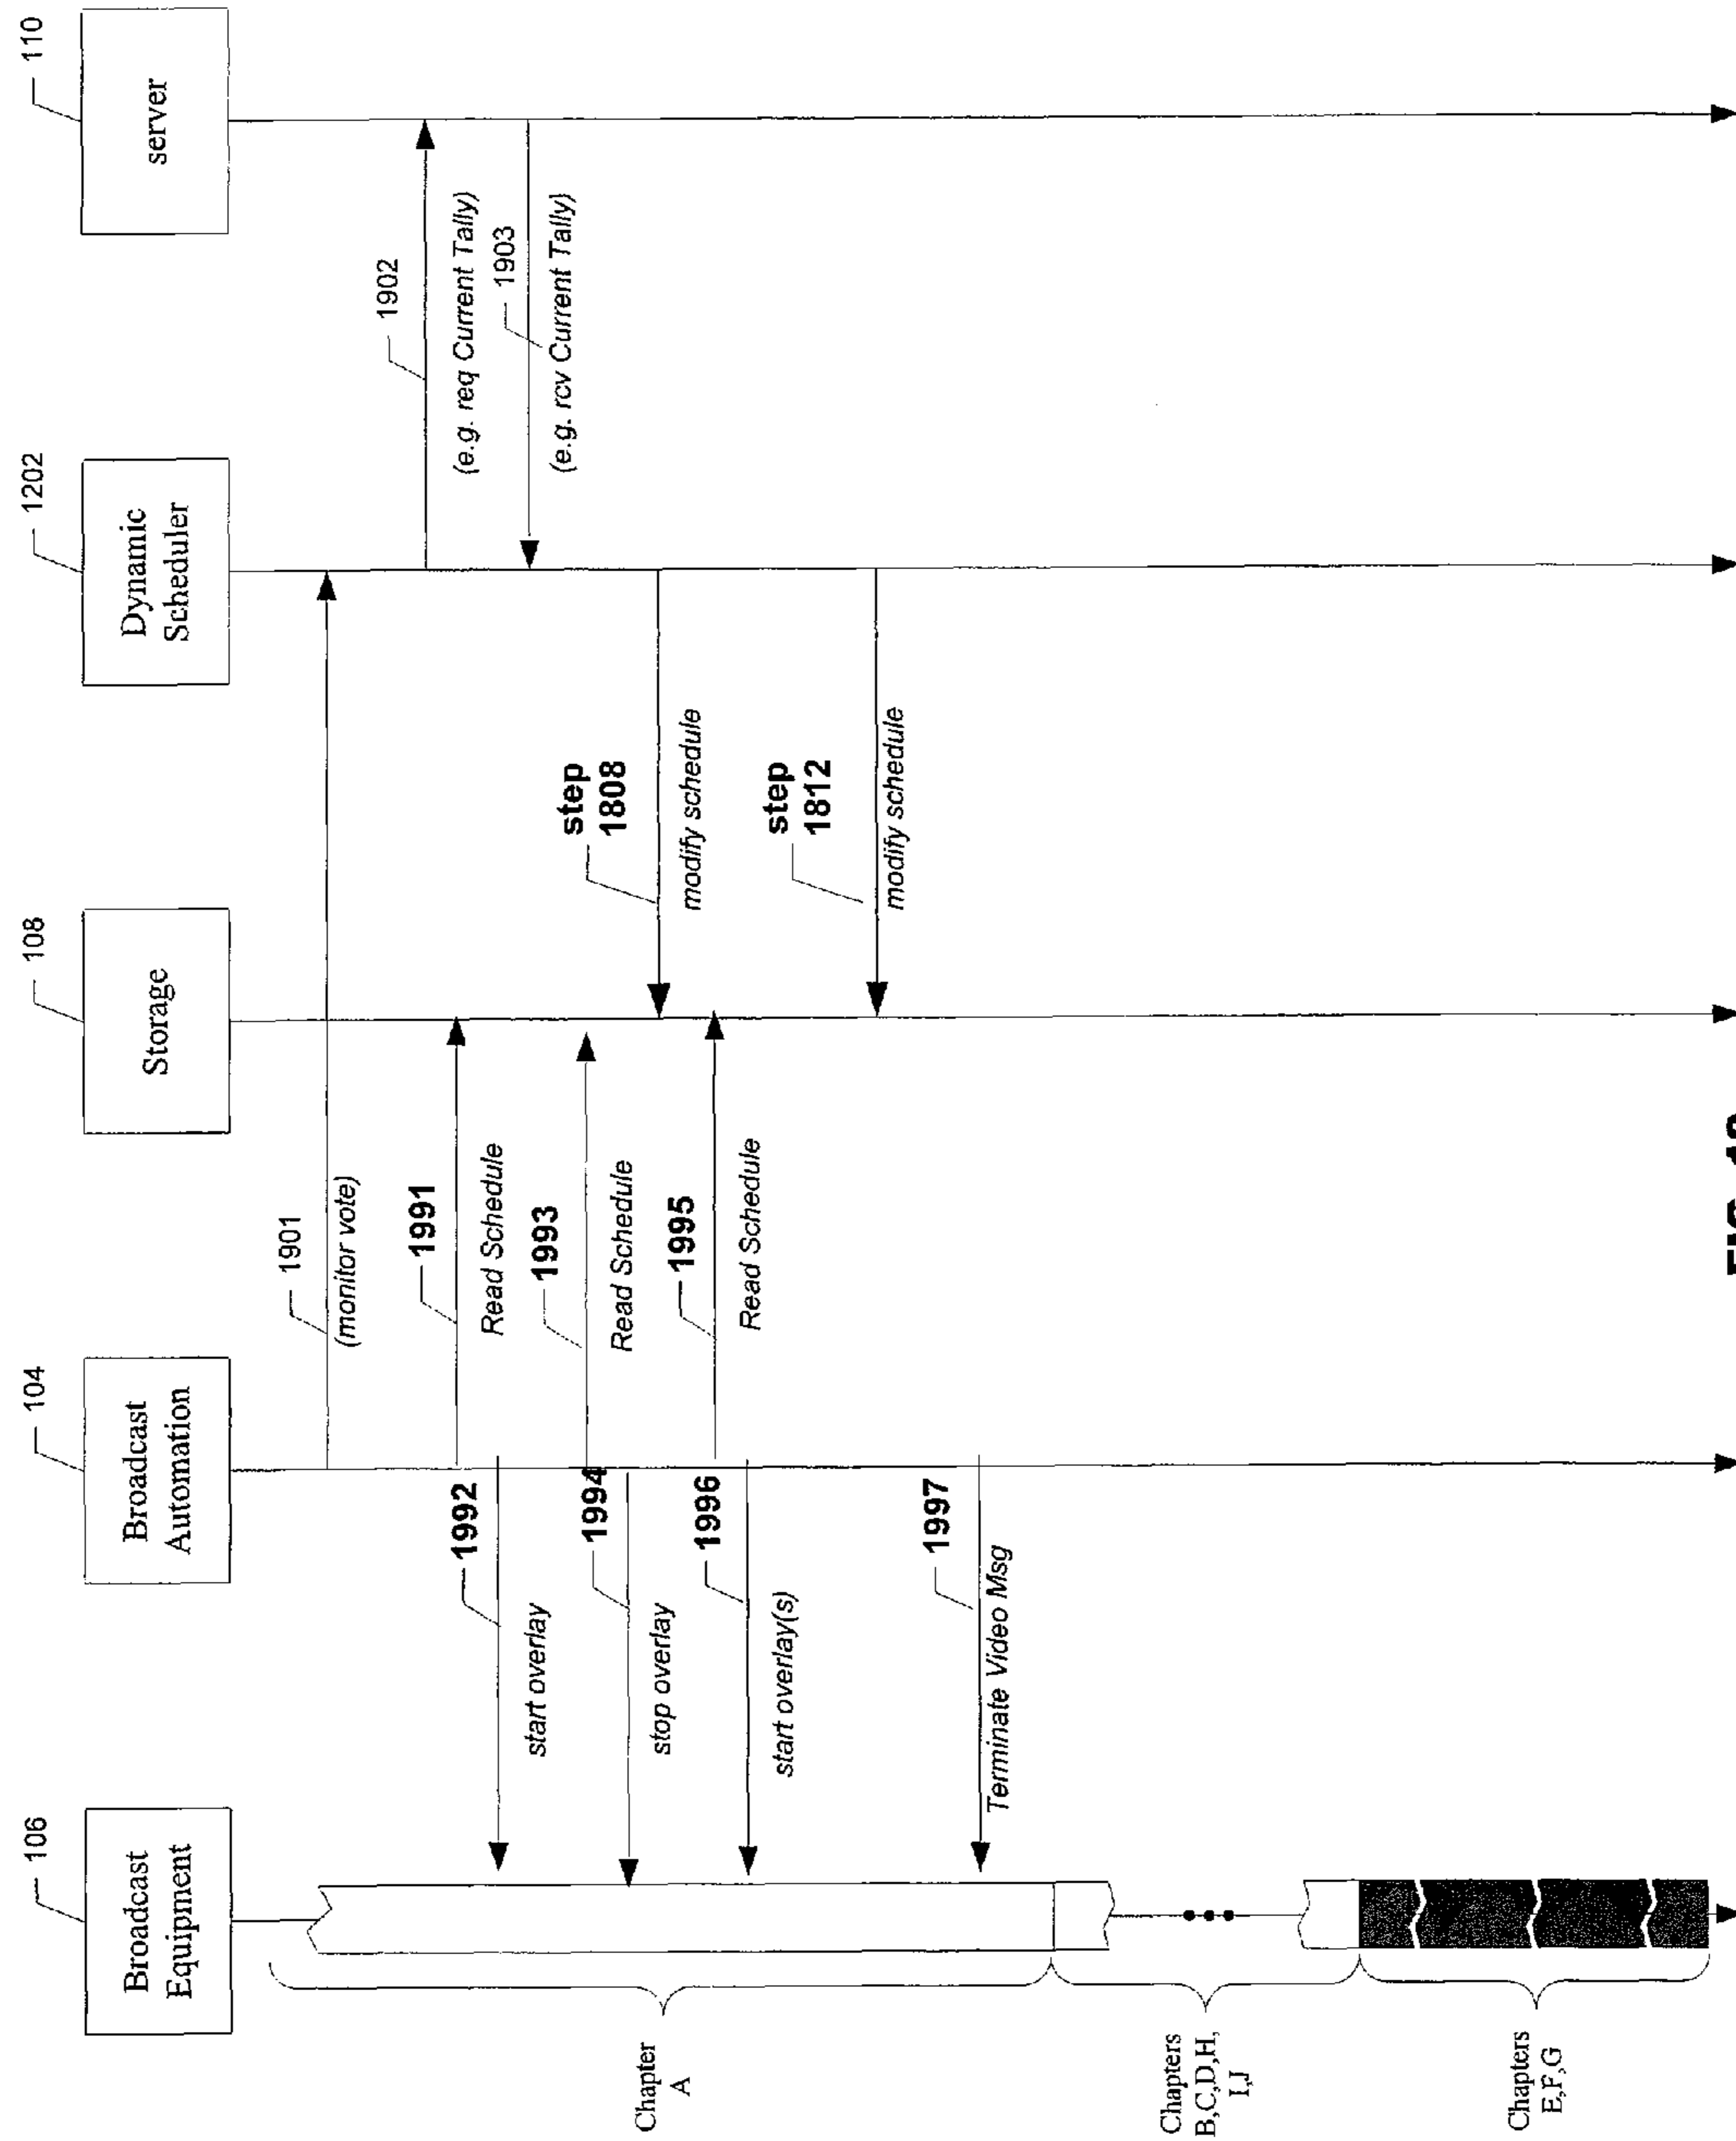 106
Broadcast
Equipment
104
Broadcast
Automation
108
Storage
1202
Dynamic
Scheduler
110
server
1901
(monitor vote)
1902
(e.g. req Current Tally)
1991
Read Schedule
1992
start overlay
1903
(e.g. rcv Current Tally)
1993
Read Schedule
1994
stop overlay
step
1808
modify schedule
1995
Read Schedule
1996
start overlay(s)
step
1812
modify schedule
1997
Terminate Video Msg
Chapter
A
Chapters
B,C,D,H,
I,J
Chapters
E,F,G